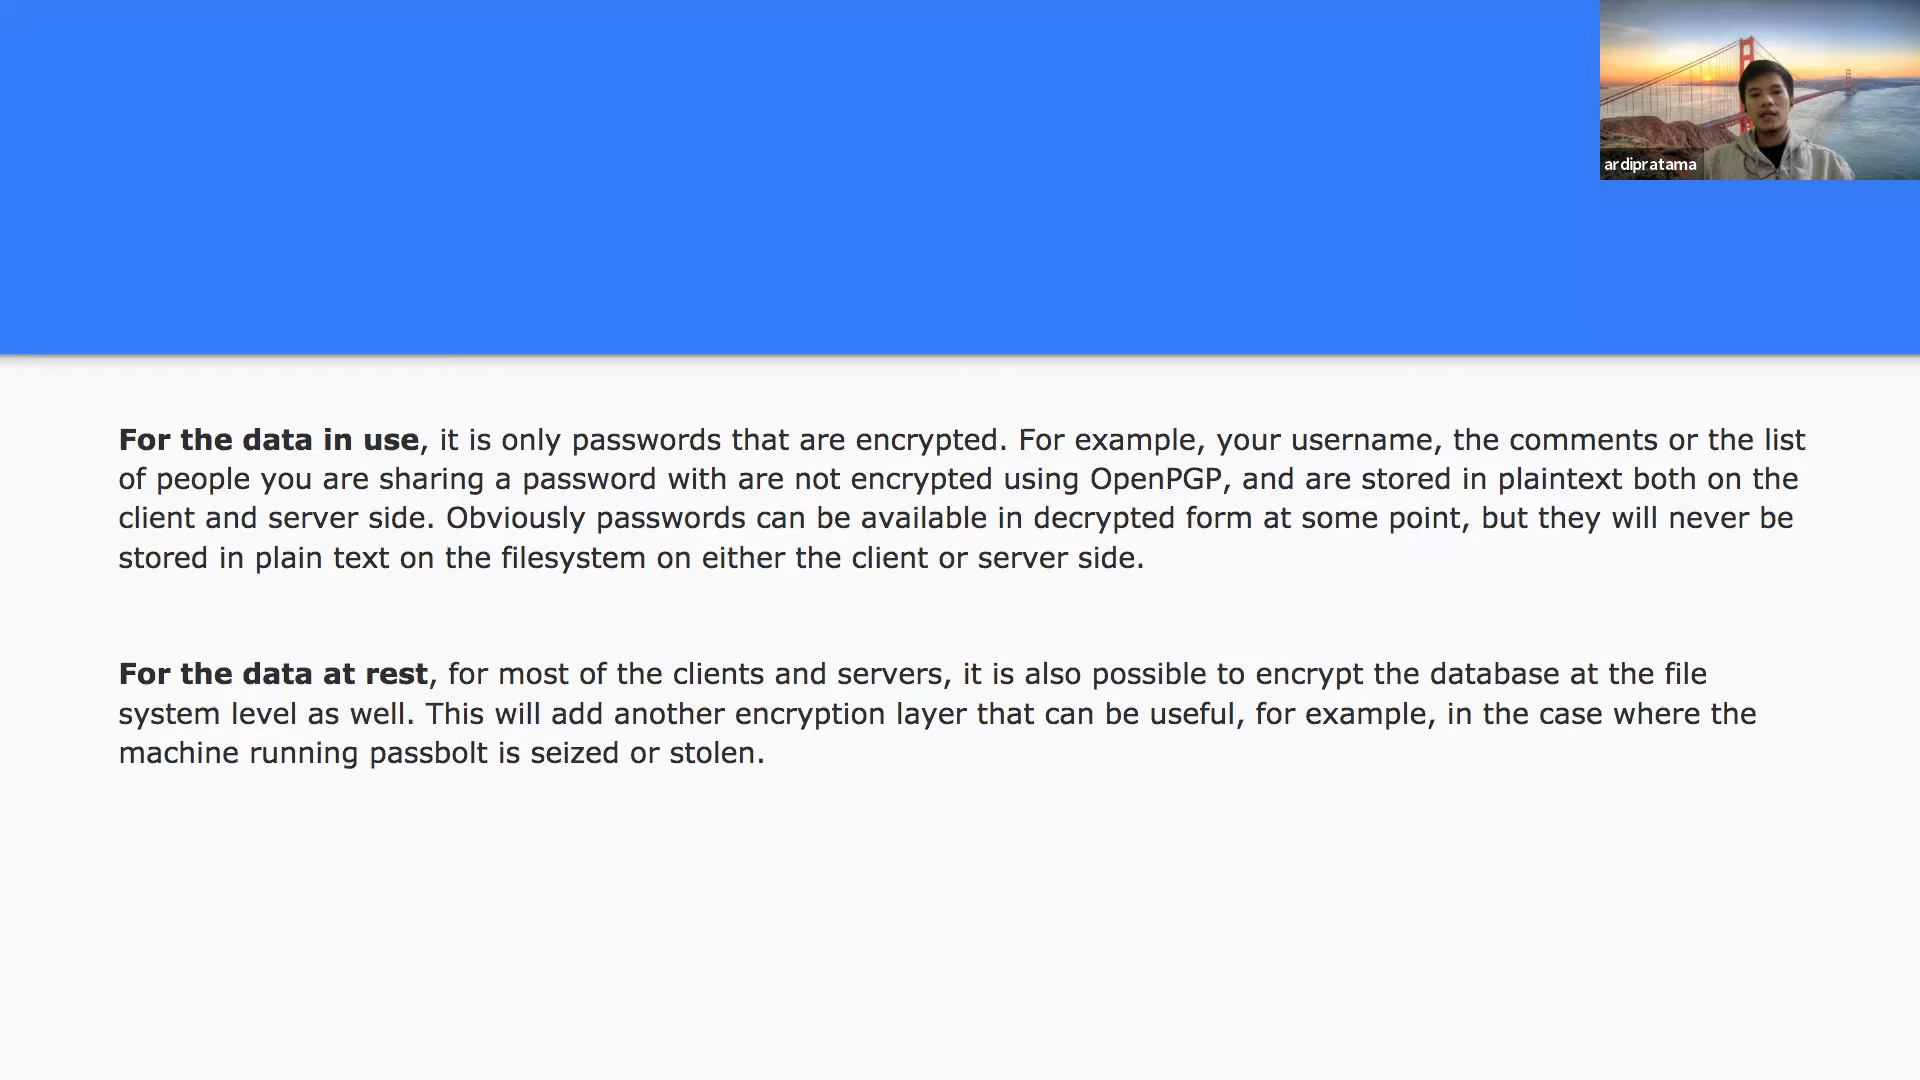 ardipratama
For the data in use, it is only passwords that are encrypted. For example, your username, the comments or the list
of people you are sharing a password with are not encrypted using OpenPGP, and are stored in plaintext both on the
client and server side. Obviously passwords can be available in decrypted form at some point, but they will never be
stored in plain text on the filesystem on either the client or server side.
For the data at rest, for most of the clients and servers, it is also possible to encrypt the database at the file
system level as well. This will add another encryption layer that can be useful, for example, in the case where the
machine running passbolt is seized or stolen.